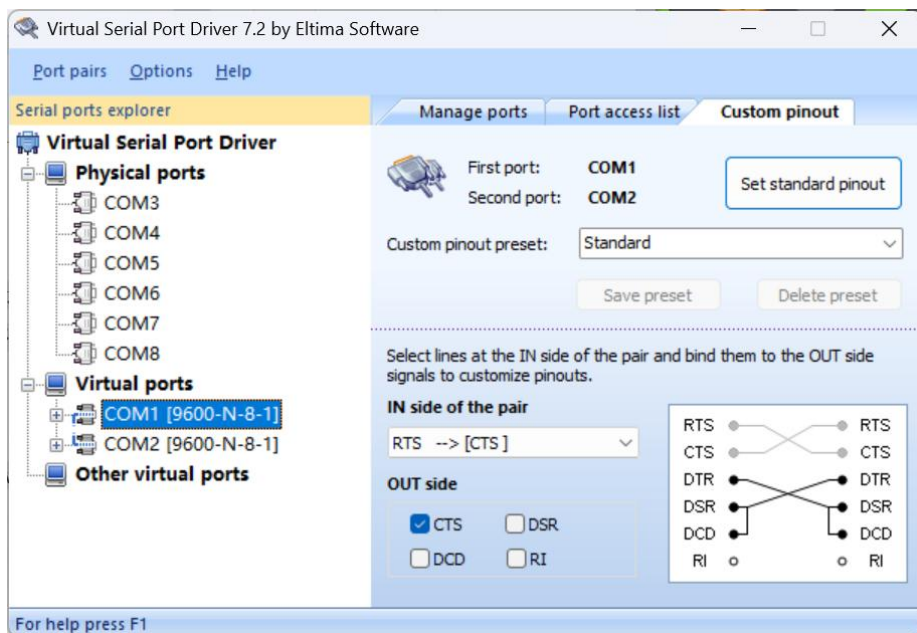 Virtual Serial Port Driver 7.2 by Eltima Software
Port pairs Options Help
Serial ports explorer
Virtual Serial Port Driver
Physical ports
COM3
COM4
COM5
COM6
COM7
COM8
Virtual ports
COM1 [9600-N-8-1]
COM2 [9600-N-8-1]
Other virtual ports
Manage ports Port access list Custom pinout
First port: COM1
Second port: COM2
Set standard pinout
Custom pinout preset: Standard
Save preset Delete preset
Select lines at the IN side of the pair and bind them to the OUT side
signals to customize pinouts.
IN side of the pair
RTS --> [CTS ]
OUT side
CTS DSR
DCD RI
RTS RTS
CTS CTS
DTR DTR
DSR DSR
DCD DCD
RI RI
For help press F1